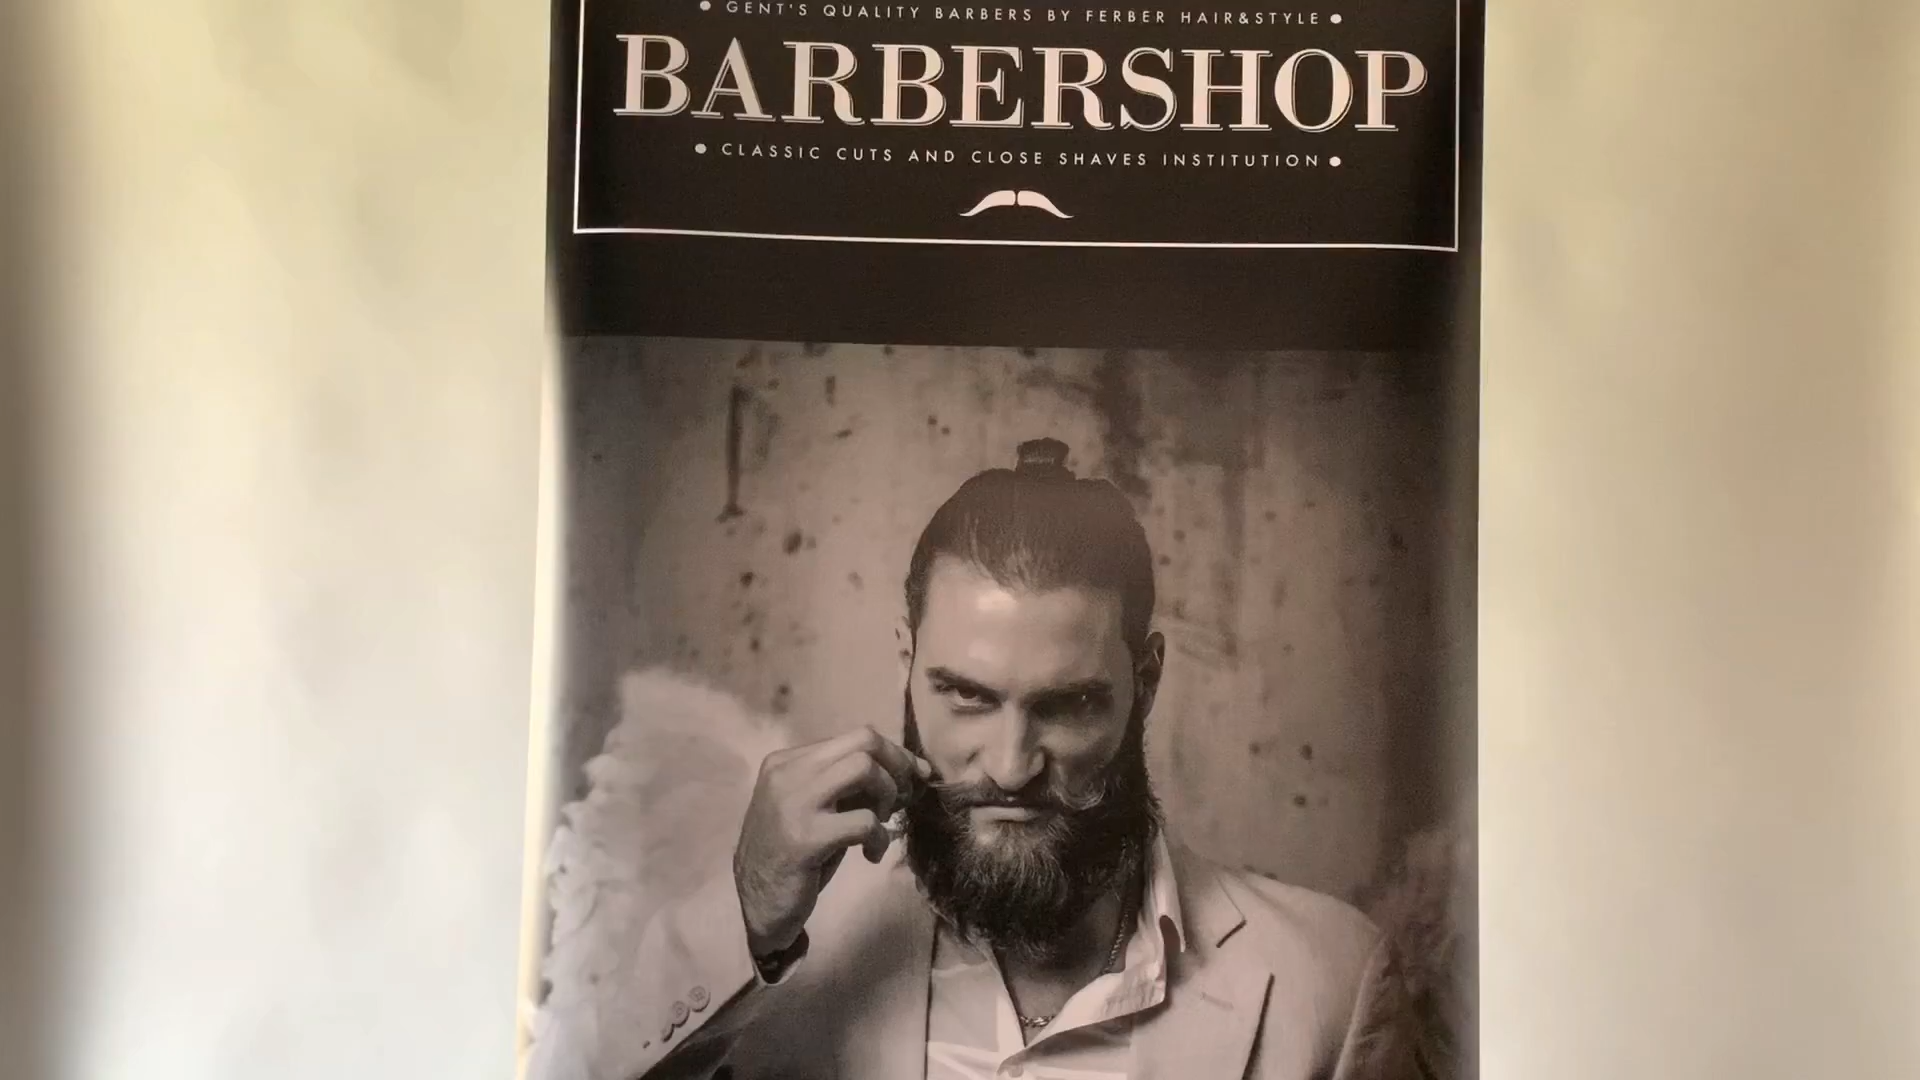 • GENT'S QUALITY BARBERS BY FERBER HAIR&STYLE •
BARBERSHOP
• CLASSIC CUTS AND CLOSE SHAVES INSTITUTION •